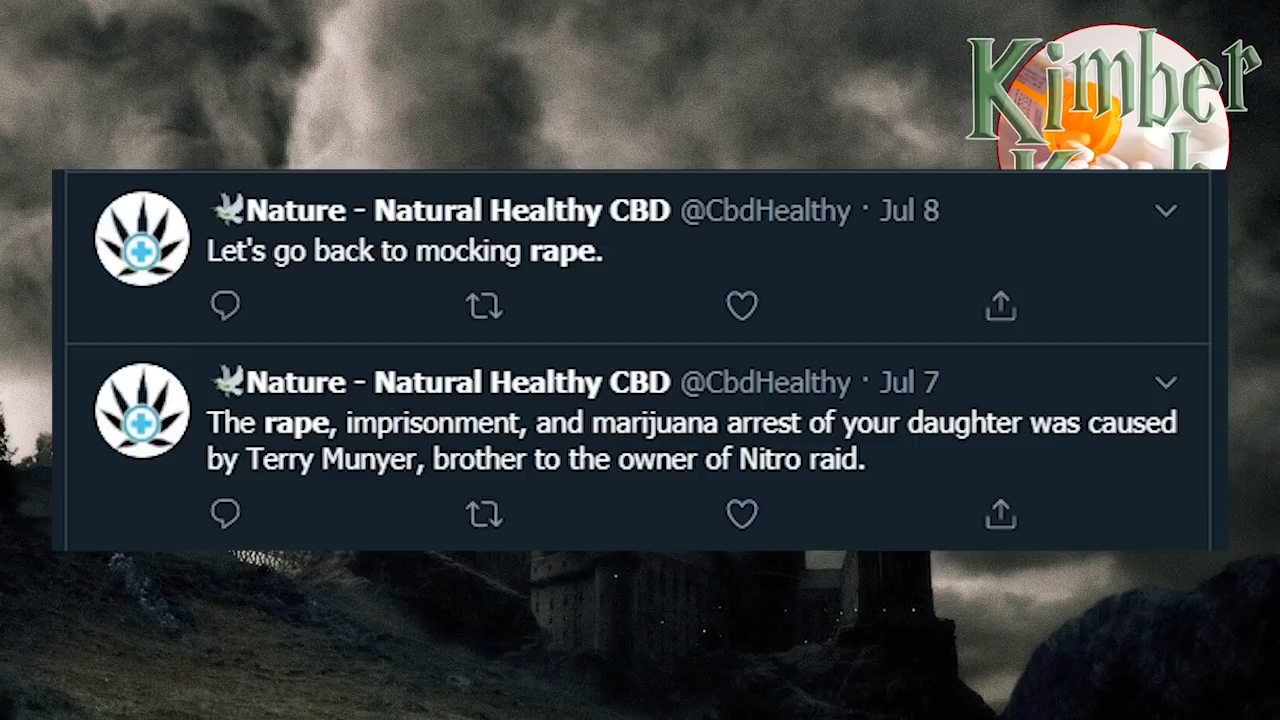 Kimber
🕊Nature - Natural Healthy CBD @CbdHealthy · Jul 8
Let's go back to mocking rape.
🕊Nature - Natural Healthy CBD @CbdHealthy · Jul 7
The rape, imprisonment, and marijuana arrest of your daughter was caused
by Terry Munyer, brother to the owner of Nitro raid.